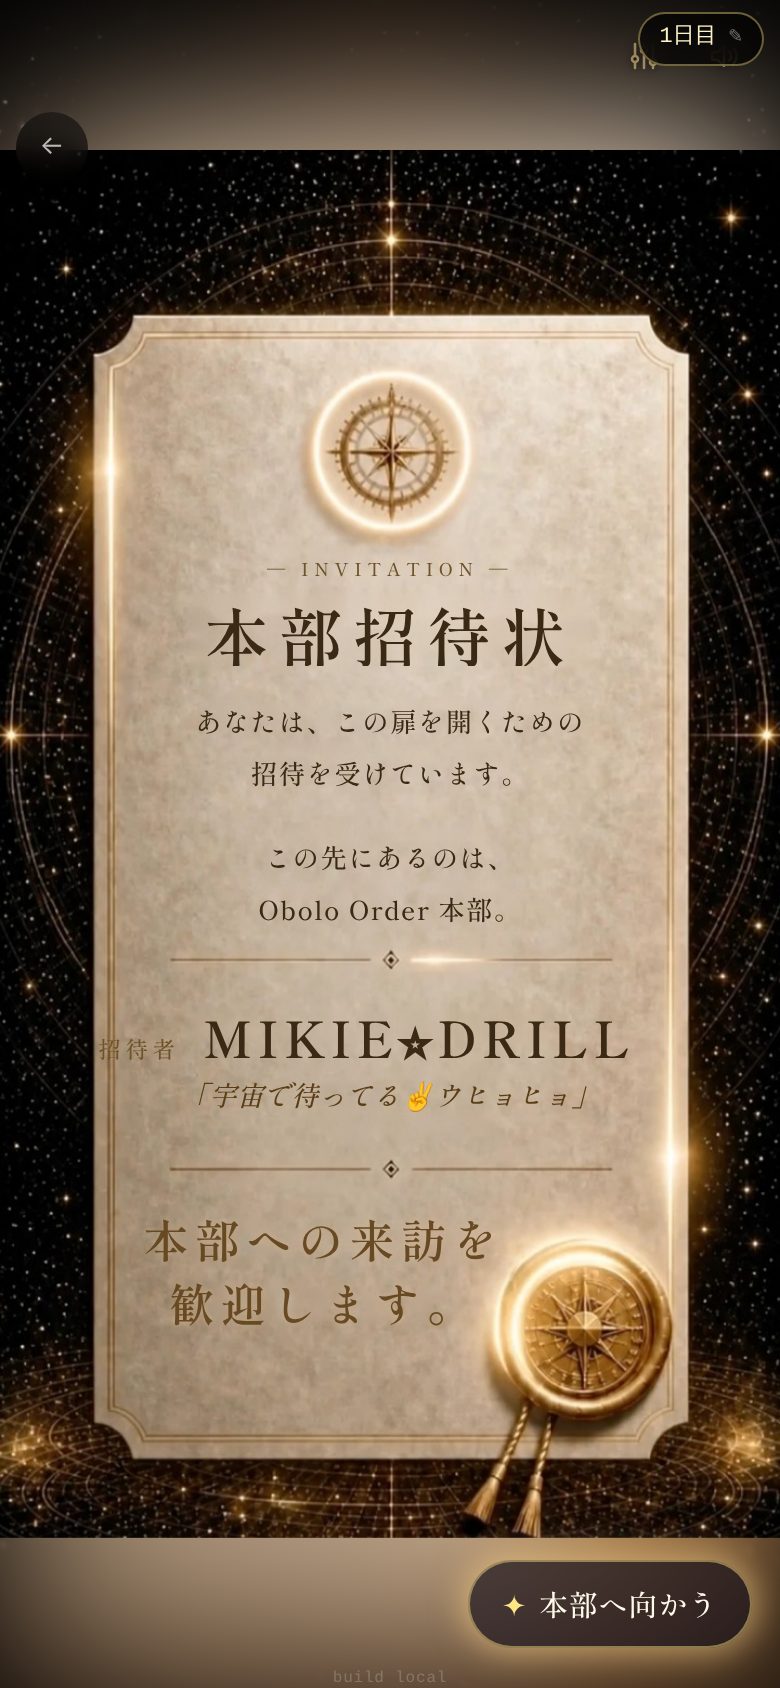 1日目 ✎
— INVITATION —
本部招待状
あなたは、この扉を開くための
招待を受けています。
この先にあるのは、
Obolo Order 本部。
招待者 MIKIE★DRILL
「宇宙で待ってる✌️ウヒョヒョ」
本部への来訪を
歓迎します。
✦ 本部へ向かう
build local